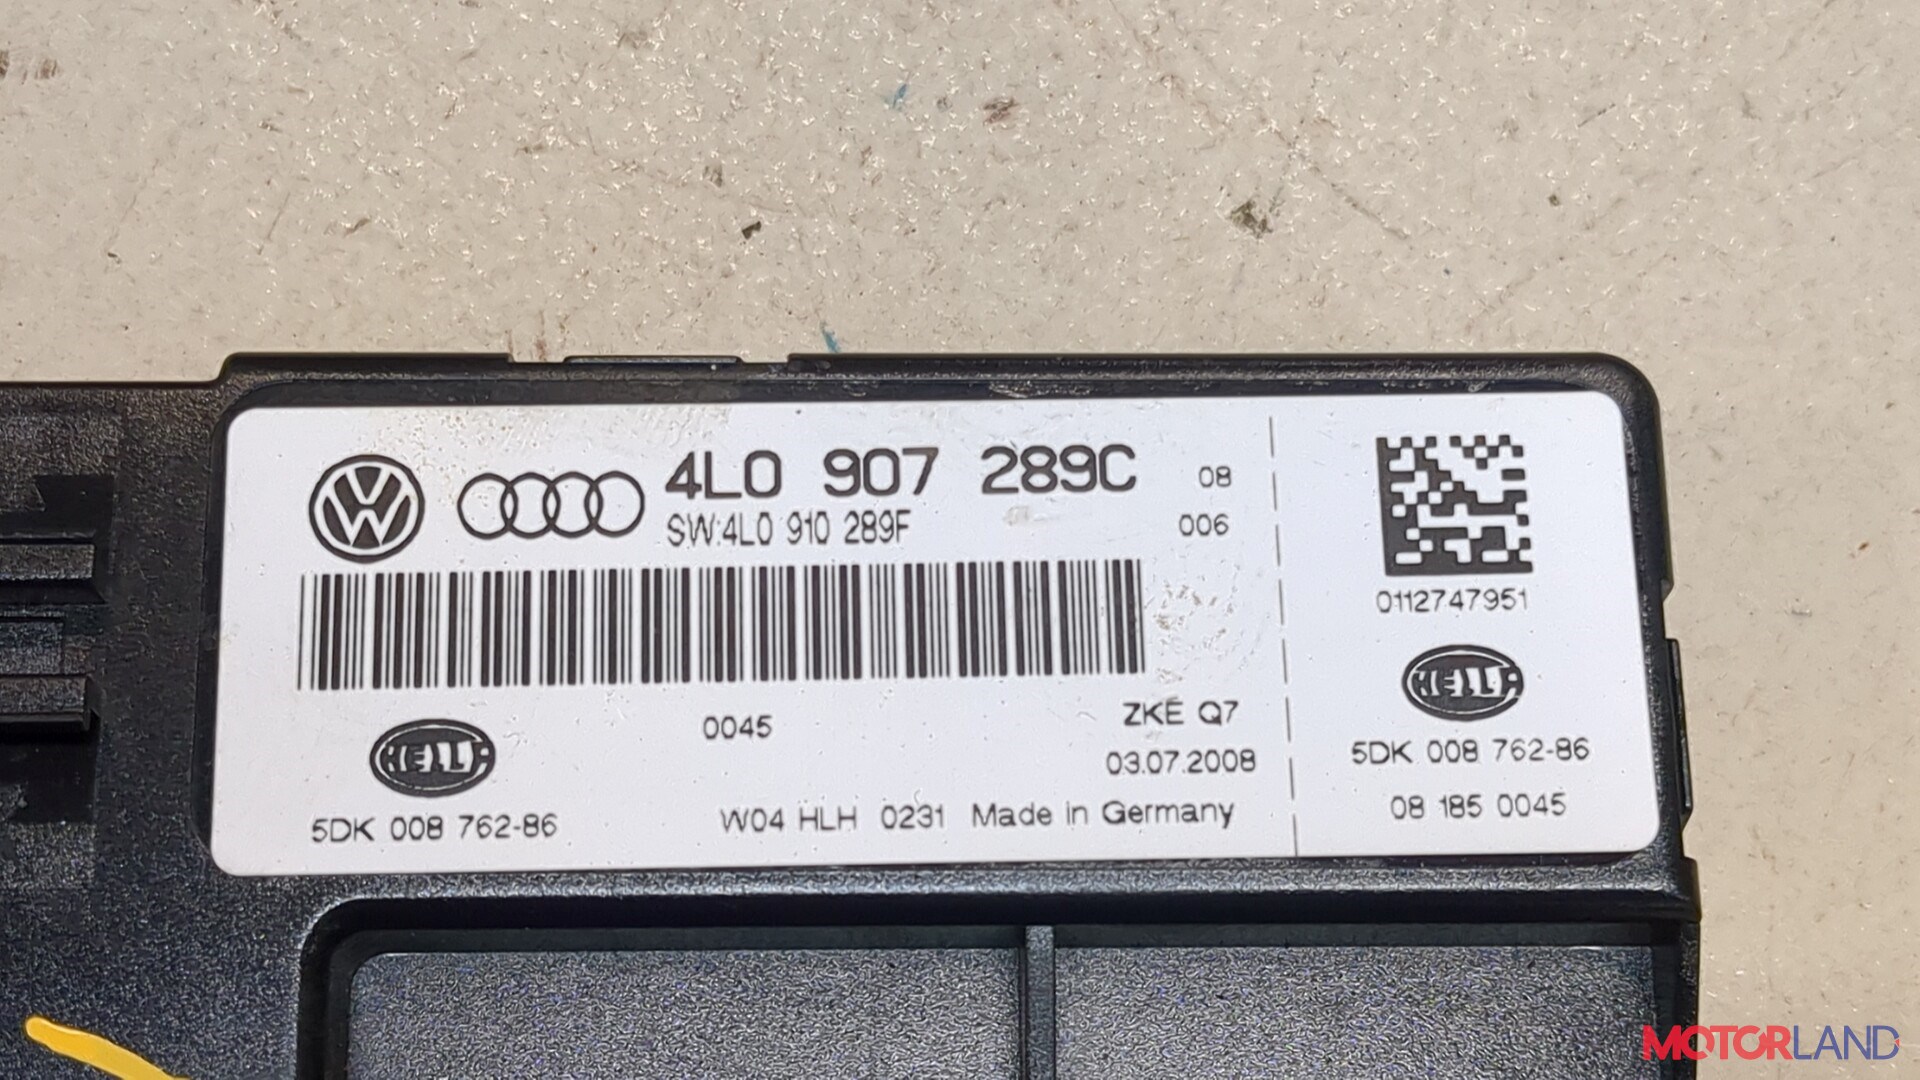 4L0 907 289C 08
SW:4L0 910 289F 006
0045
ZKE Q7
03.07.2008
HELLA
5DK 008 762-86
W04 HLH 0231 Made in Germany
0112747951
HELLA
5DK 008 762-86
08 185 0045
MOTORLAND